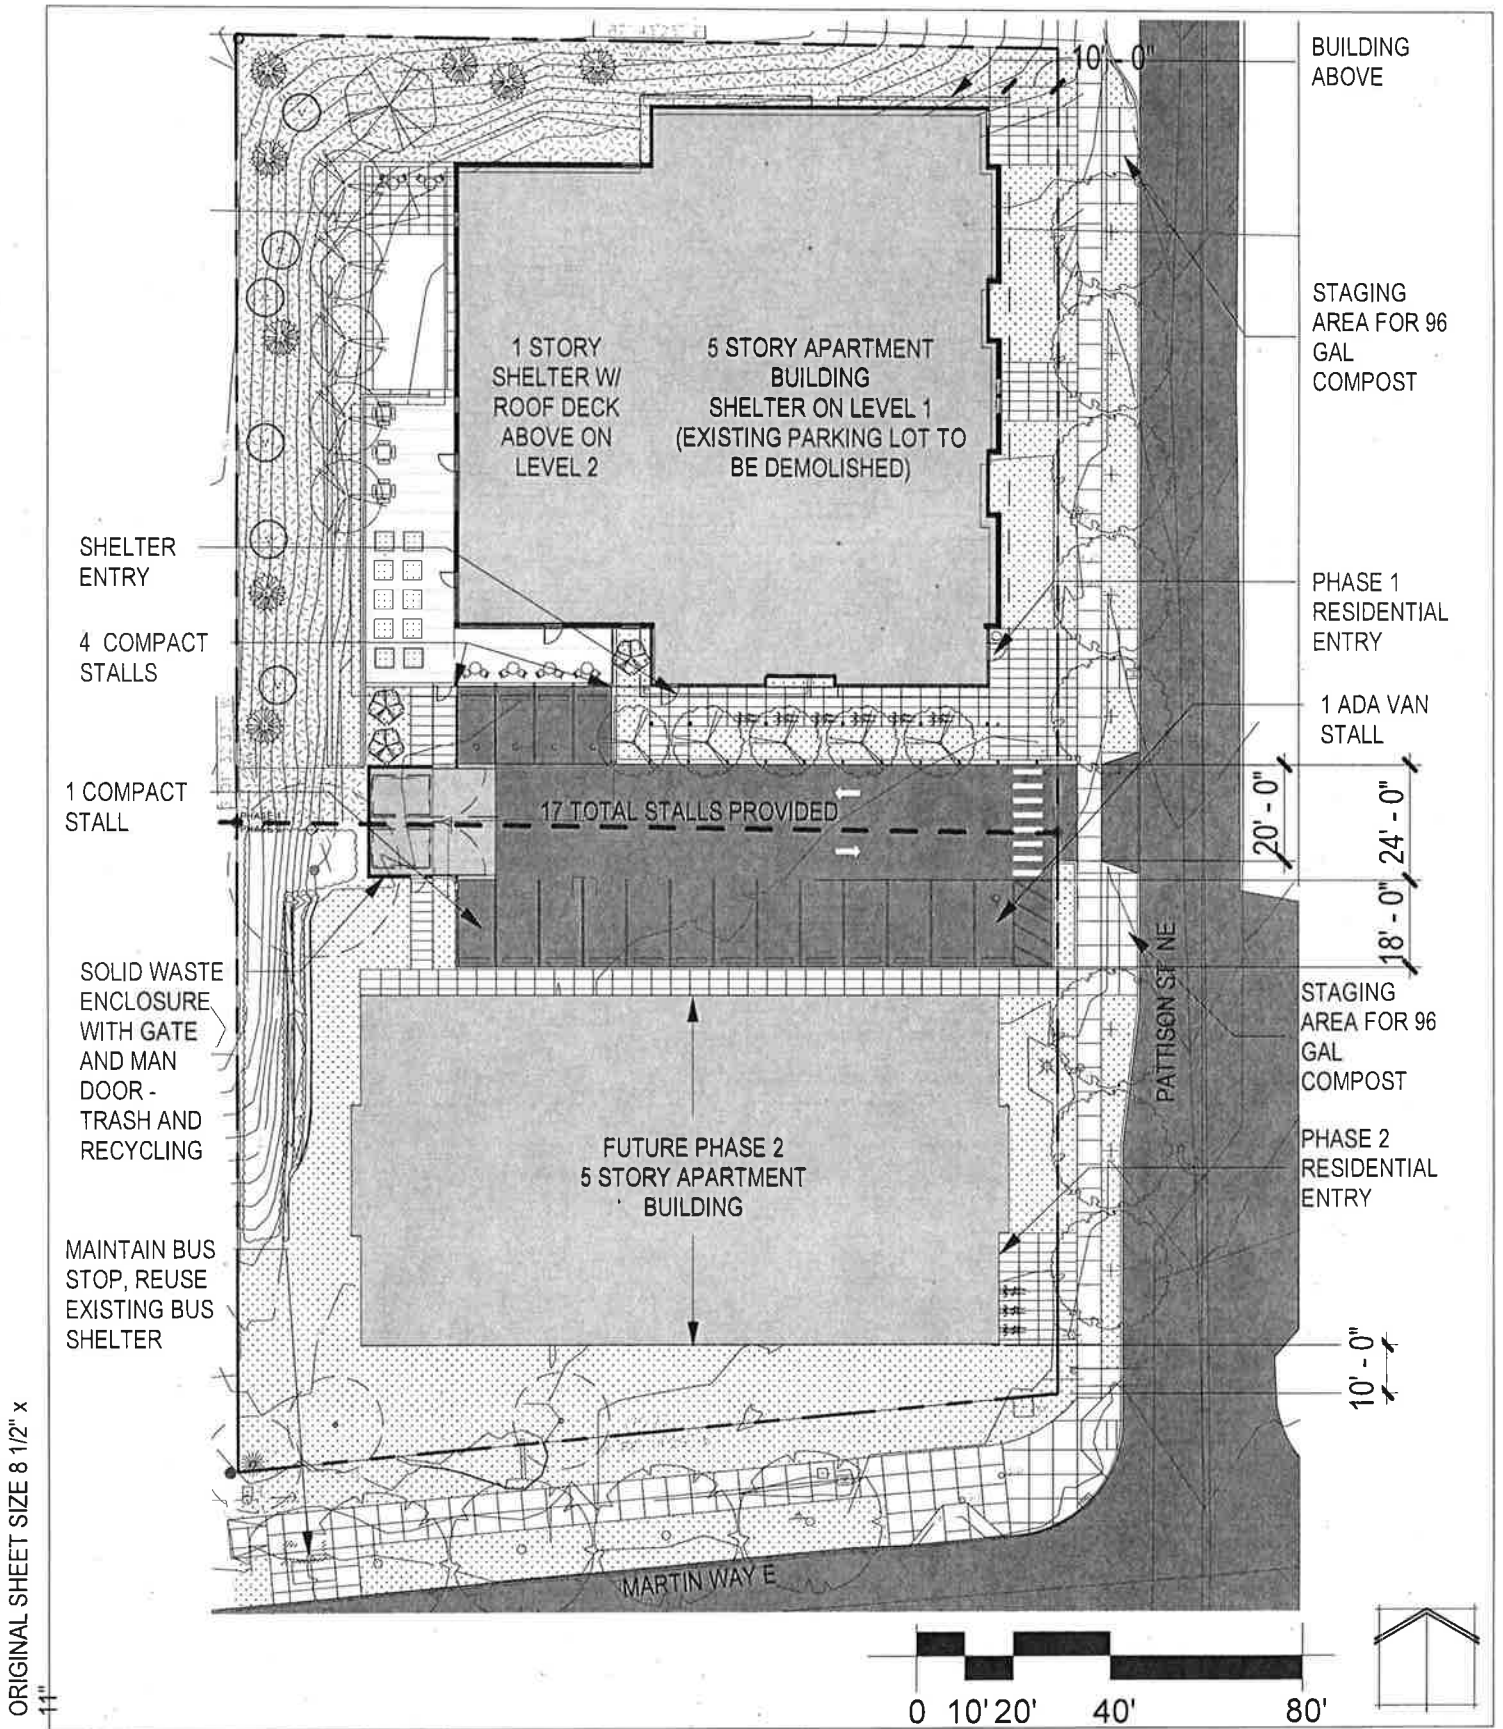 10' - 0"
BUILDING
ABOVE
STAGING
AREA FOR 96
GAL
COMPOST
1 STORY
SHELTER W/
ROOF DECK
ABOVE ON
LEVEL 2
5 STORY APARTMENT
BUILDING
SHELTER ON LEVEL 1
(EXISTING PARKING LOT TO
BE DEMOLISHED)
SHELTER
ENTRY
PHASE 1
RESIDENTIAL
ENTRY
4 COMPACT
STALLS
1 ADA VAN
STALL
1 COMPACT
STALL
17 TOTAL STALLS PROVIDED
20' - 0"
24' - 0"
18' - 0"
PATTISON ST NE
SOLID WASTE
ENCLOSURE
WITH GATE
AND MAN
DOOR -
TRASH AND
RECYCLING
STAGING
AREA FOR 96
GAL
COMPOST
FUTURE PHASE 2
5 STORY APARTMENT
BUILDING
PHASE 2
RESIDENTIAL
ENTRY
MAINTAIN BUS
STOP, REUSE
EXISTING BUS
SHELTER
10' - 0"
MARTIN WAY E
ORIGINAL SHEET SIZE 8 1/2" x
11"
0 10' 20' 40' 80'